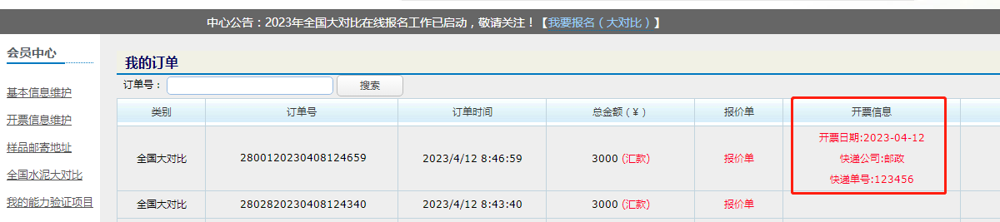 中心公告：2023年全国大对比在线报名工作已启动，敬请关注！【我要报名（大对比）】
会员中心
基本信息维护
开票信息维护
样品邮寄地址
全国水泥大对比
我的能力验证项目
我的订单
订单号： 搜索
类别 订单号 订单时间 总金额（¥） 报价单 开票信息
全国大对比 2800120230408124659 2023/4/12 8:46:59 3000 (汇款) 报价单 开票日期:2023-04-12
快递公司:邮政
快递单号:123456
全国大对比 2802820230408124340 2023/4/12 8:43:40 3000 (汇款) 报价单